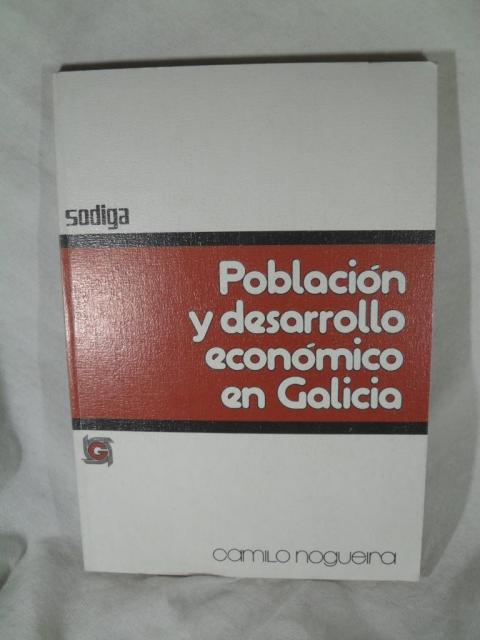 sodiga
Población
y desarrollo
económico
en Galicia
G
camilo nogueira